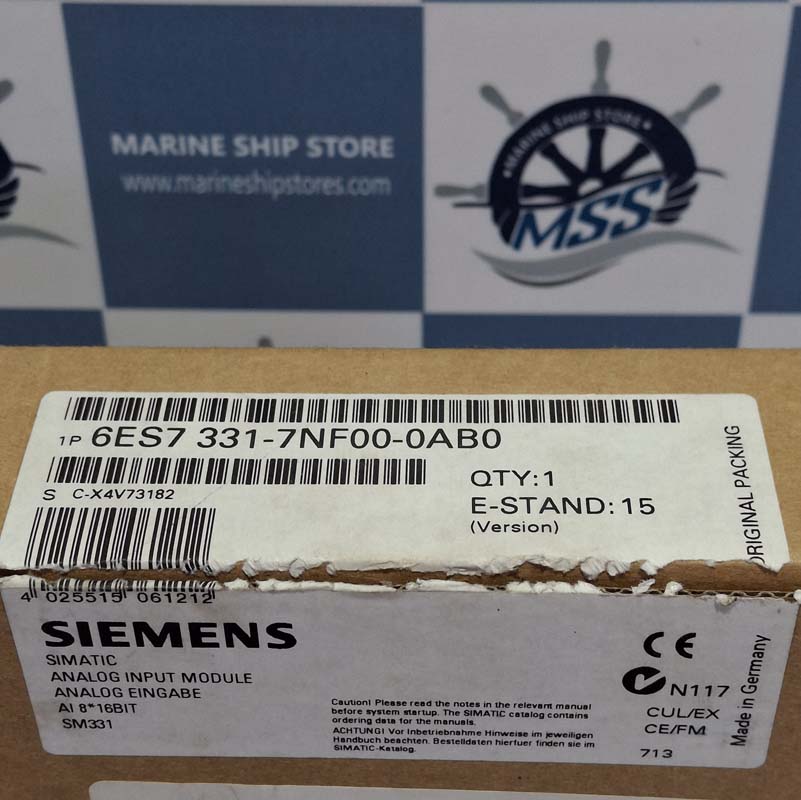 MARINE SHIP STORE
www.marineshipstores.com
•MARINE SHIP STORE•
MSS
1P 6ES7 331-7NF00-0AB0
S C-X4V73182
QTY:1
E-STAND:15
(Version)
ORIGINAL PACKING
4 025515 061212
SIEMENS
SIMATIC
ANALOG INPUT MODULE
ANALOG EINGABE
AI 8*16BIT
SM331
Caution! Please read the notes in the relevant manual
before system startup. The SIMATIC catalog contains
ordering data for the manuals.
ACHTUNG! Vor Inbetriebnahme Hinweise im jeweiligen
Handbuch beachten. Bestelldaten hierfuer finden sie im
SIMATIC-Katalog.
CE
N117
CUL/EX
CE/FM
713
Made in Germany